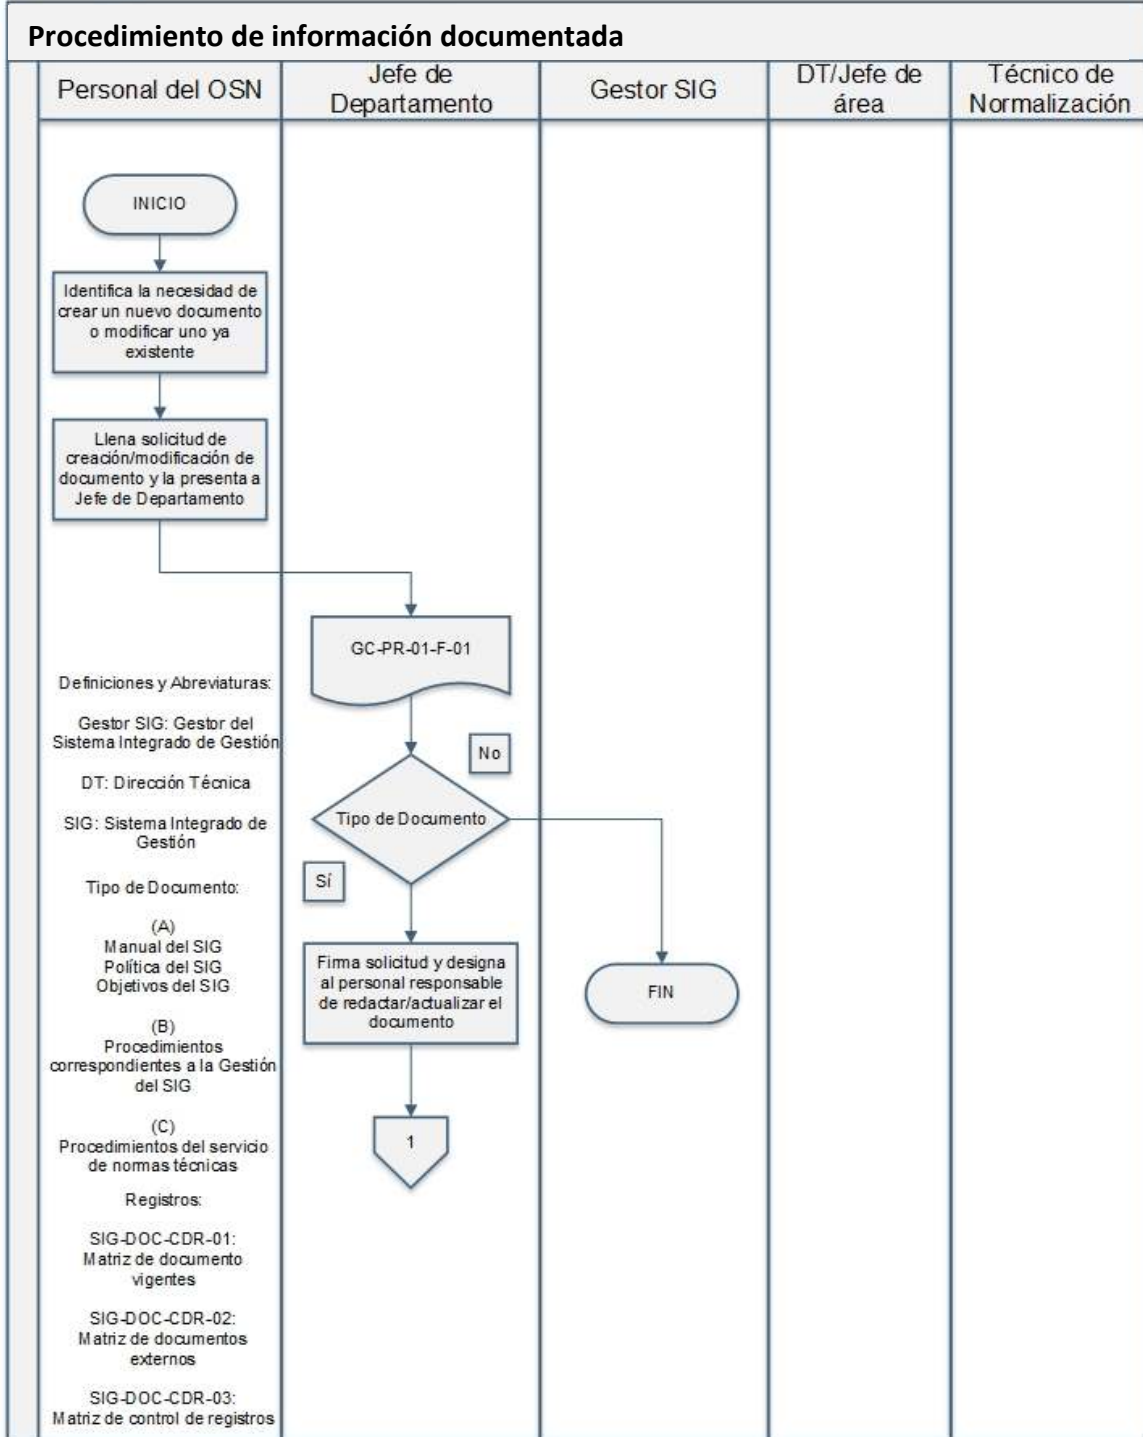 Procedimiento de información documentada
Personal del OSN
Jefe de
Departamento
Gestor SIG
DT/Jefe de
área
Técnico de
Normalización
INICIO
Identifica la necesidad de
crear un nuevo documento
o modificar uno ya
existente
Llena solicitud de
creación/modificación de
documento y la presenta a
Jefe de Departamento
GC-PR-01-F-01
No
Tipo de Documento
Sí
Firma solicitud y designa
al personal responsable
de redactar/actualizar el
documento
FIN
1
Definiciones y Abreviaturas:
Gestor SIG: Gestor del
Sistema Integrado de Gestión
DT: Dirección Técnica
SIG: Sistema Integrado de
Gestión
Tipo de Documento:
(A)
Manual del SIG
Política del SIG
Objetivos del SIG
(B)
Procedimientos
correspondientes a la Gestión
del SIG
(C)
Procedimientos del servicio
de normas técnicas
Registros:
SIG-DOC-CDR-01:
Matriz de documento
vigentes
SIG-DOC-CDR-02:
Matriz de documentos
externos
SIG-DOC-CDR-03:
Matriz de control de registros